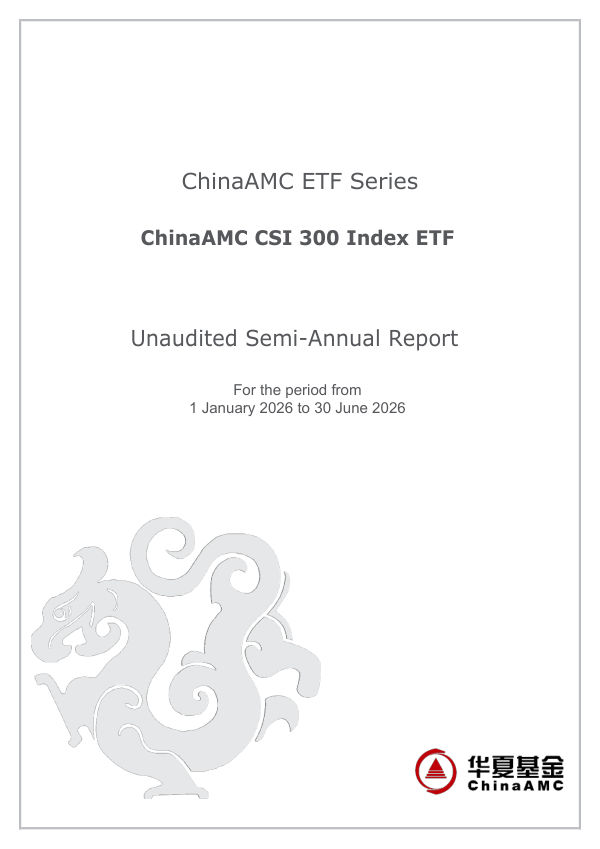 ChinaAMC ETF Series
ChinaAMC CSI 300 Index ETF
Unaudited Semi-Annual Report
For the period from
1 January 2026 to 30 June 2026
华夏基金
ChinaAMC